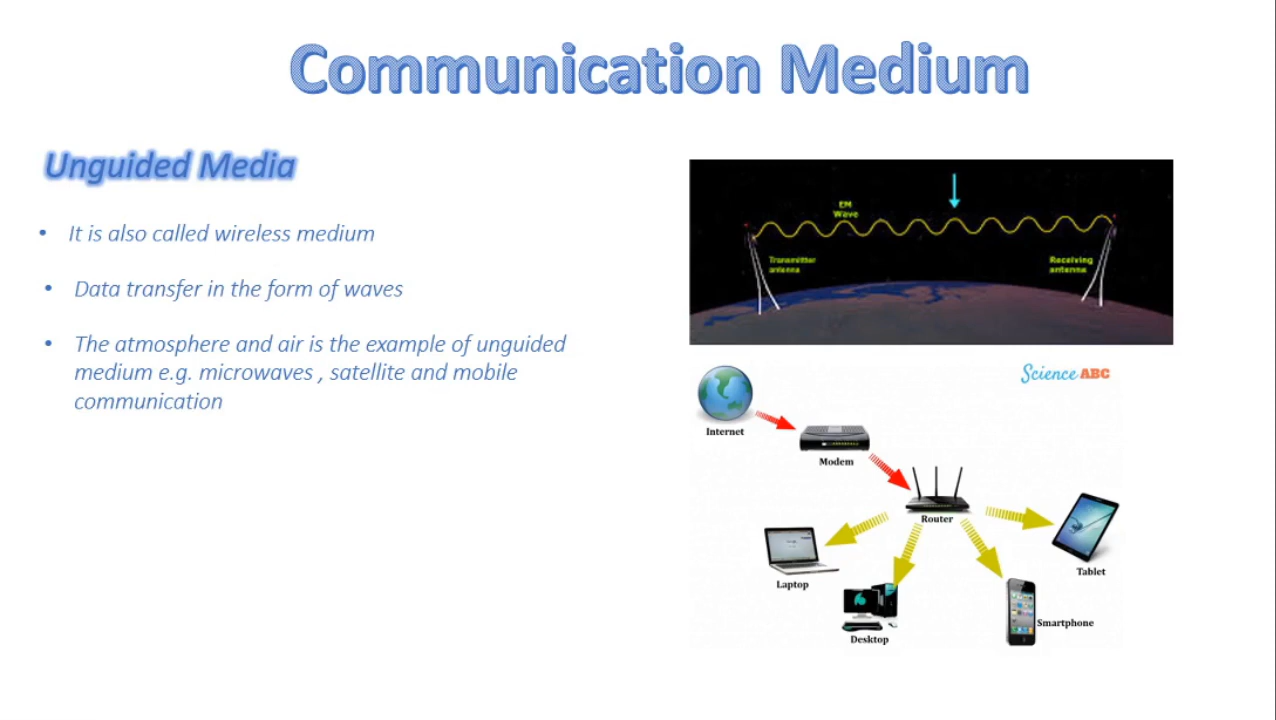 Communication Medium
Unguided Media
• It is also called wireless medium
• Data transfer in the form of waves
• The atmosphere and air is the example of unguided
medium e.g. microwaves , satellite and mobile
communication
EM
Wave
Transmitter
antenna
Receiving
antenna
Science ABC
Internet
Modem
Router
Laptop
Tablet
Desktop
Smartphone